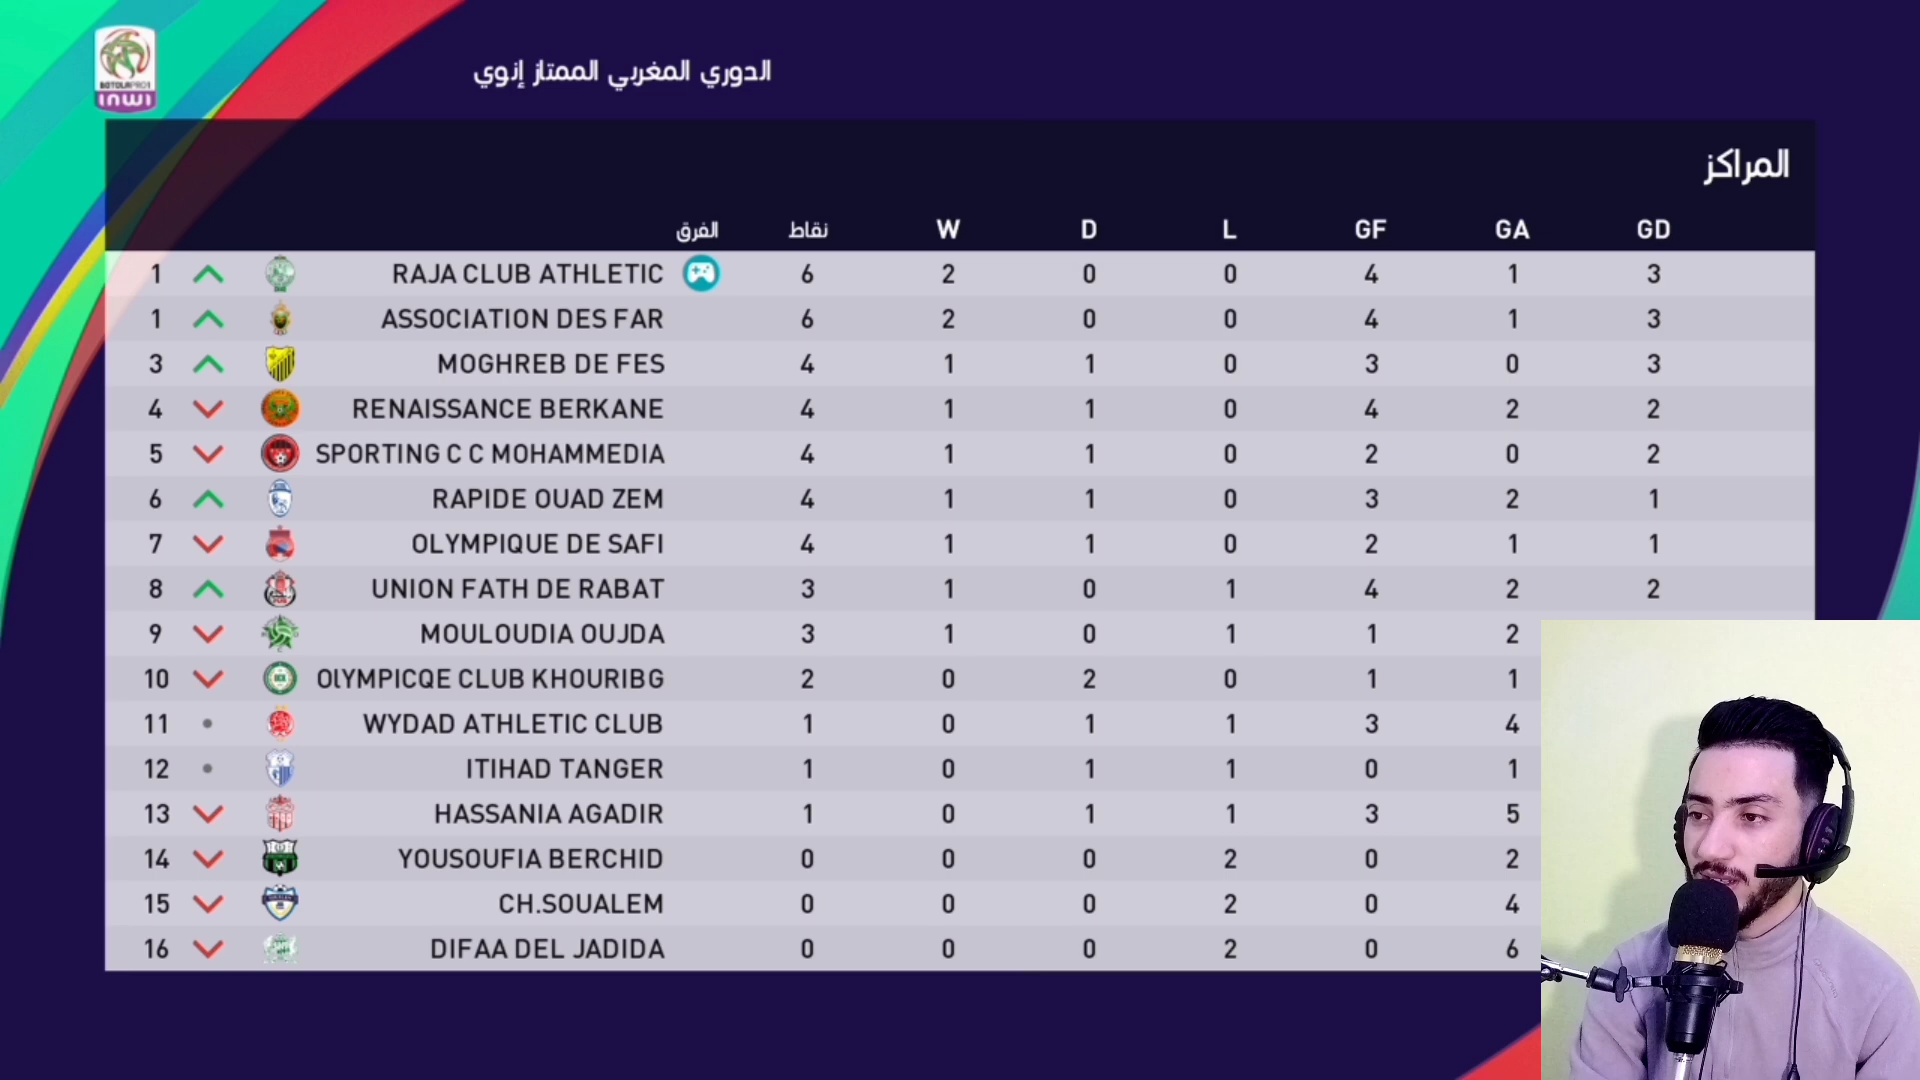 BOTOLAPRO1
inwi
الدوري المغربي الممتاز إنوي
المراكز
الفرق نقاط W D L GF GA GD
1 RAJA CLUB ATHLETIC 6 2 0 0 4 1 3
1 ASSOCIATION DES FAR 6 2 0 0 4 1 3
3 MOGHREB DE FES 4 1 1 0 3 0 3
4 RENAISSANCE BERKANE 4 1 1 0 4 2 2
5 SPORTING C C MOHAMMEDIA 4 1 1 0 2 0 2
6 RAPIDE OUAD ZEM 4 1 1 0 3 2 1
7 OLYMPIQUE DE SAFI 4 1 1 0 2 1 1
8 UNION FATH DE RABAT 3 1 0 1 4 2 2
9 MOULOUDIA OUJDA 3 1 0 1 1 2
10 OlYMPICQE CLUB KHOURIBG 2 0 2 0 1 1
11 WYDAD ATHLETIC CLUB 1 0 1 1 3 4
12 ITIHAD TANGER 1 0 1 1 0 1
13 HASSANIA AGADIR 1 0 1 1 3 5
14 YOUSOUFIA BERCHID 0 0 0 2 0 2
15 CH.SOUALEM 0 0 0 2 0 4
16 DIFAA DEL JADIDA 0 0 0 2 0 6